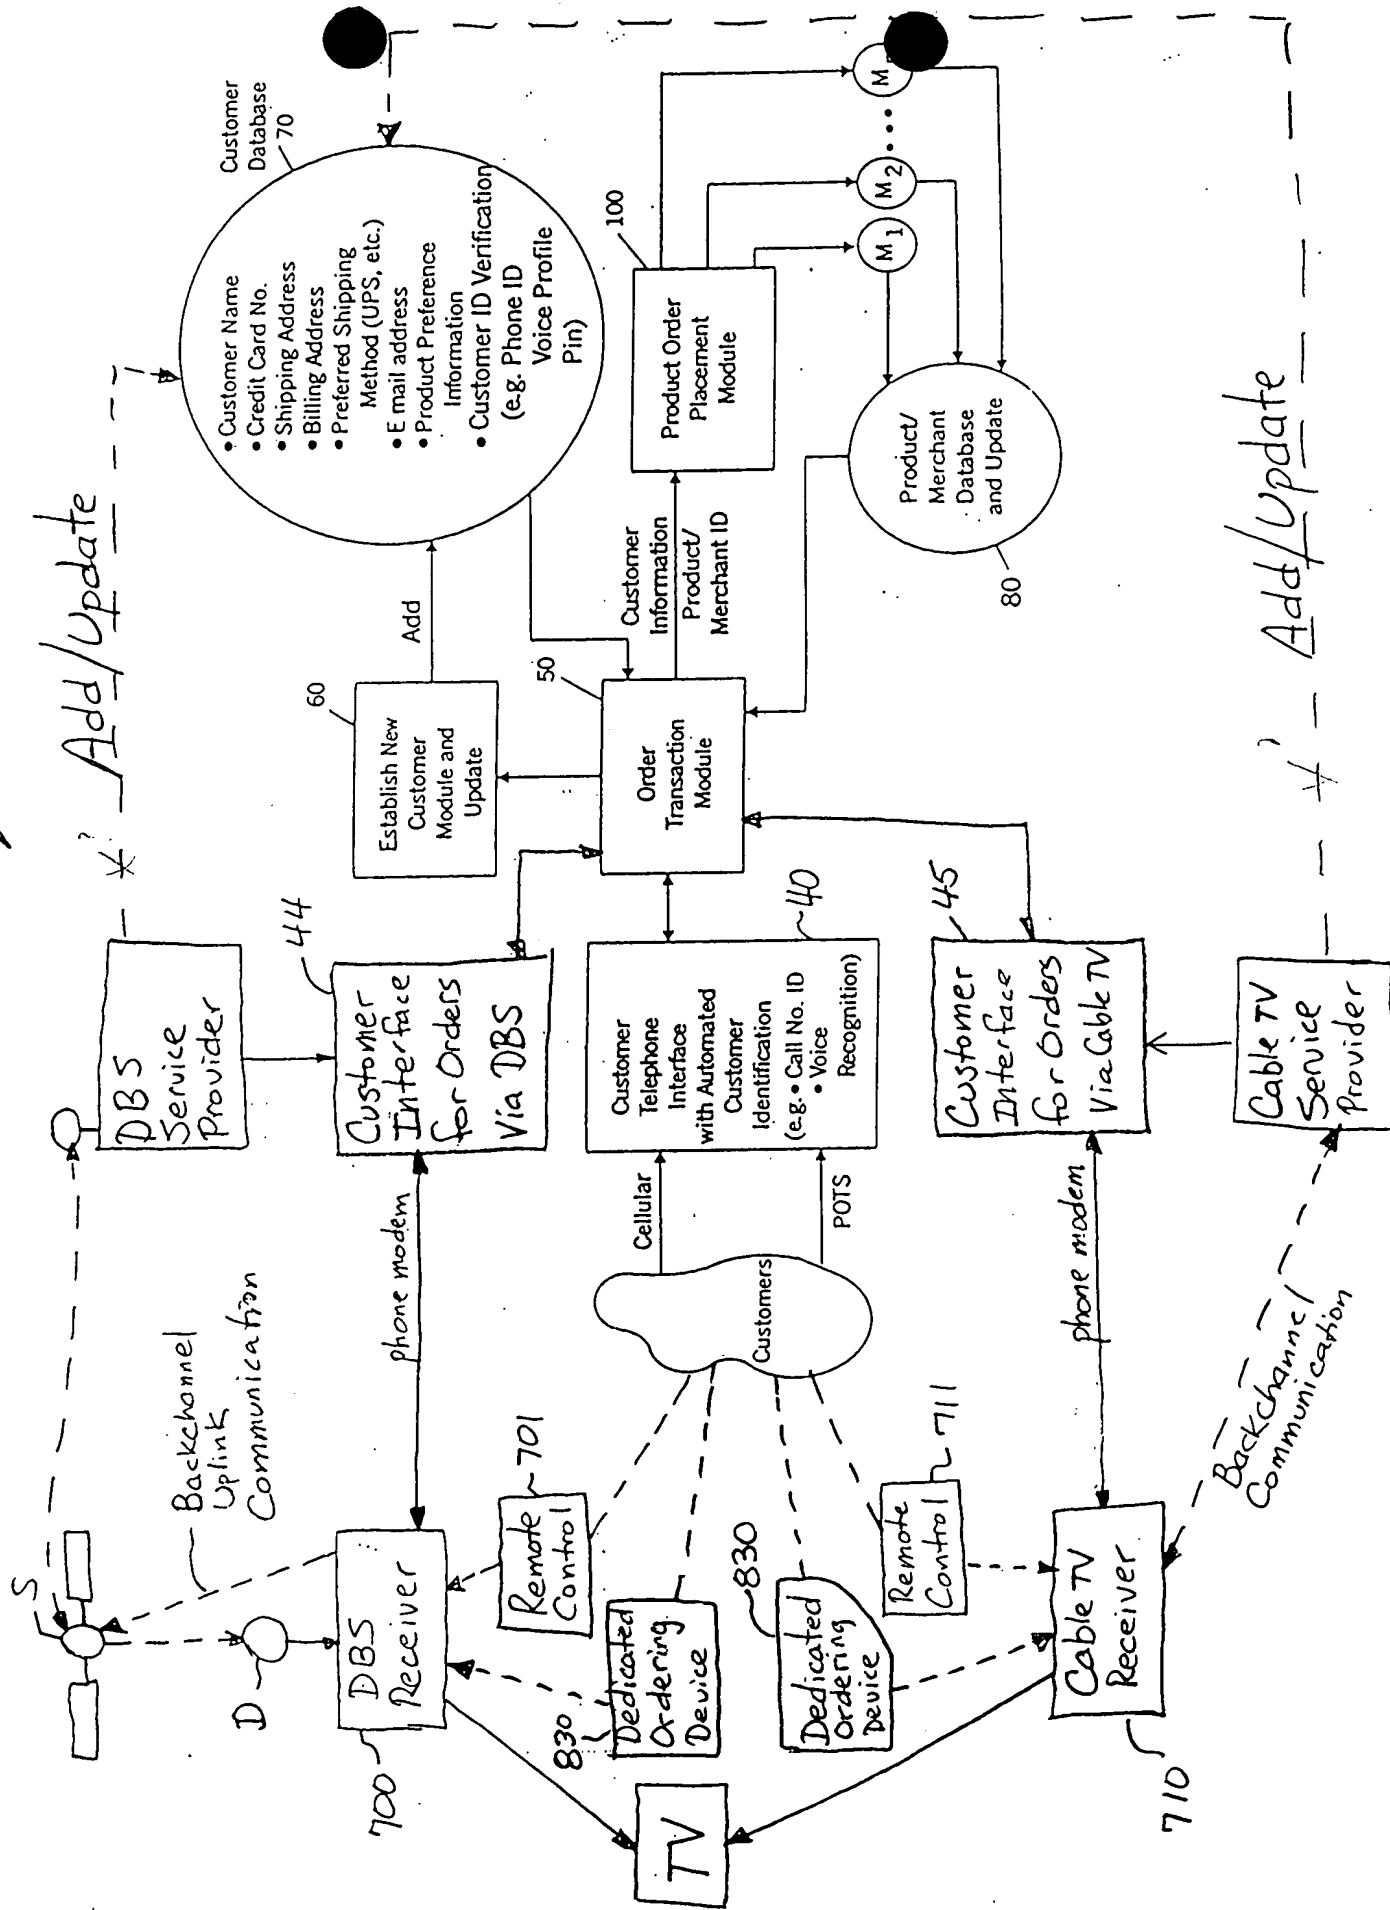 Add/Update
*?
DBS
Service
Provider
S
Backchannel
Uplink
Communication
D
44
Customer
Interface
for Orders
Via DBS
phone modem
DBS
Receiver
700
Remote
Control
701
Dedicated
Ordering
Device
830
TV
Customer
Database
70
• Customer Name
• Credit Card No.
• Shipping Address
• Billing Address
• Preferred Shipping
Method (UPS, etc.)
• E mail address
• Product Preference
Information
• Customer ID Verification
(e.g. Phone ID
Voice Profile
Pin)
Add
60
Establish New
Customer
Module and
Update
50
Order
Transaction
Module
Customer
Information
Product/
Merchant ID
100
Product Order
Placement
Module
M1
M2
M
Product/
Merchant
Database
and Update
80
40
Customer
Telephone
Interface
with Automated
Customer
Identification
(e.g. • Call No. ID
• Voice
Recognition)
Cellular
POTS
Customers
830
Dedicated
Ordering
Device
Remote
Control
711
45
Customer
Interface
for Orders
Via Cable TV
phone modem
Cable TV
Receiver
710
Backchannel
Communication
Cable TV
Service
Provider
*?
Add/Update